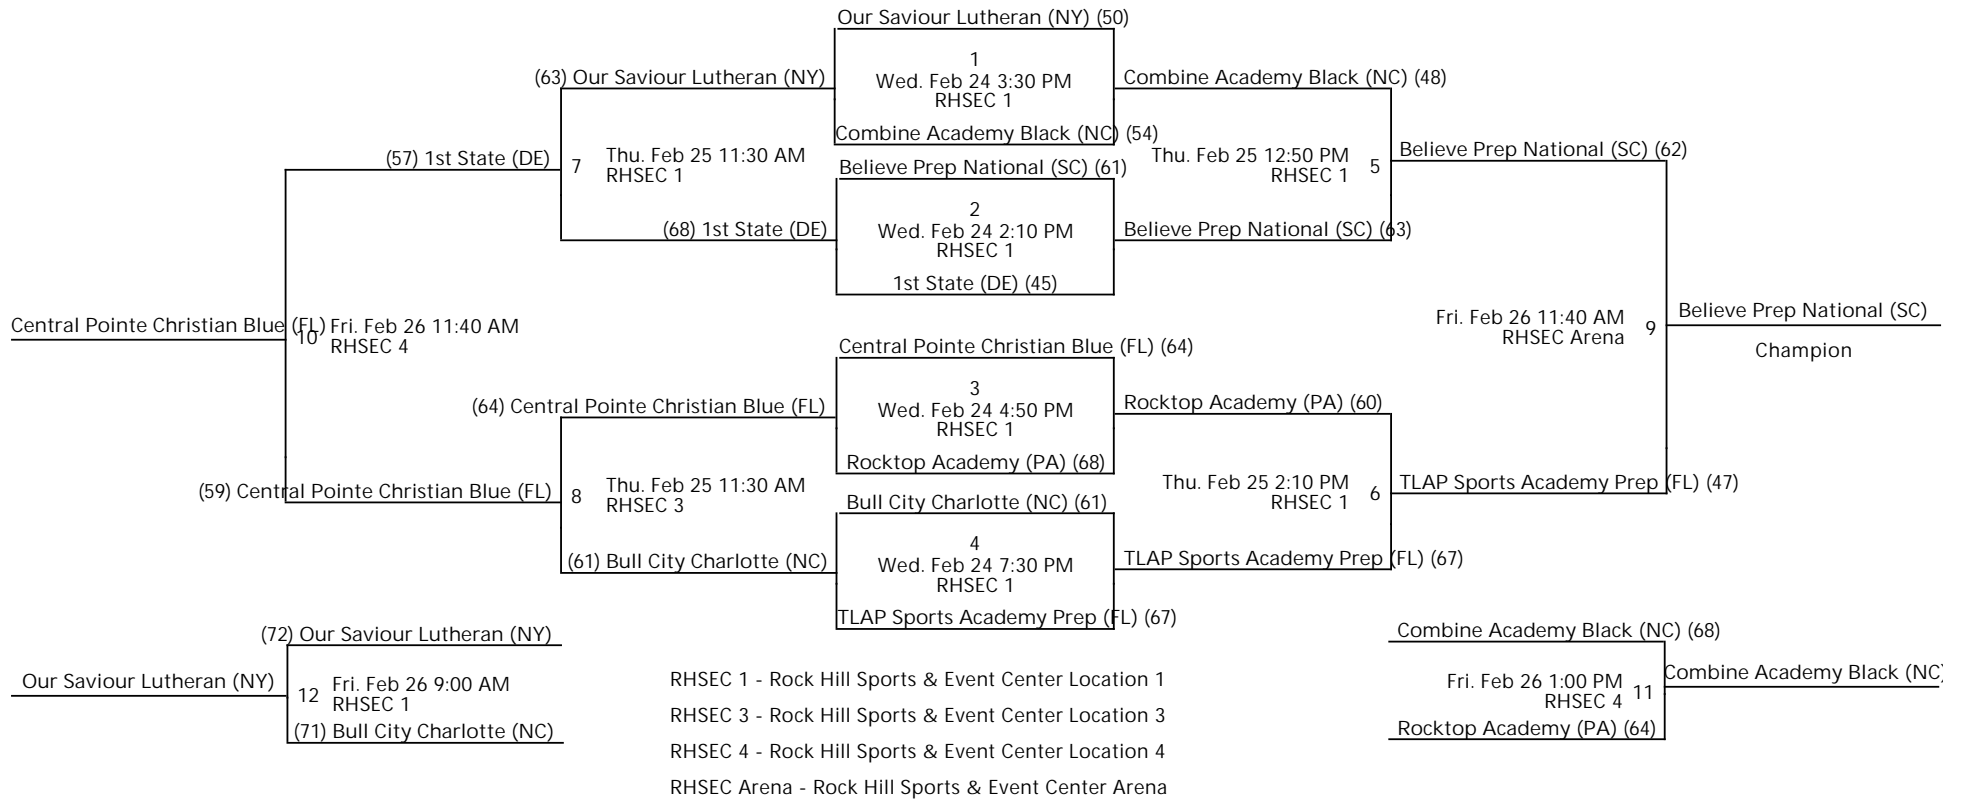 Our Saviour Lutheran (NY) (50)
1
(63) Our Saviour Lutheran (NY)
Wed. Feb 24 3:30 PM
RHSEC 1
Combine Academy Black (NC) (48)
Combine Academy Black (NC) (54)
(57) 1st State (DE)
7
Thu. Feb 25 11:30 AM
RHSEC 1
Believe Prep National (SC) (61)
Thu. Feb 25 12:50 PM
RHSEC 1
5
Believe Prep National (SC) (62)
2
(68) 1st State (DE)
Wed. Feb 24 2:10 PM
RHSEC 1
Believe Prep National (SC) (63)
1st State (DE) (45)
Central Pointe Christian Blue (FL)
10
Fri. Feb 26 11:40 AM
RHSEC 4
Fri. Feb 26 11:40 AM
RHSEC Arena
9
Believe Prep National (SC)
Champion
Central Pointe Christian Blue (FL) (64)
3
(64) Central Pointe Christian Blue (FL)
Wed. Feb 24 4:50 PM
RHSEC 1
Rocktop Academy (PA) (60)
Rocktop Academy (PA) (68)
(59) Central Pointe Christian Blue (FL)
8
Thu. Feb 25 11:30 AM
RHSEC 3
Bull City Charlotte (NC) (61)
Thu. Feb 25 2:10 PM
RHSEC 1
6
TLAP Sports Academy Prep (FL) (47)
4
(61) Bull City Charlotte (NC)
Wed. Feb 24 7:30 PM
RHSEC 1
TLAP Sports Academy Prep (FL) (67)
TLAP Sports Academy Prep (FL) (67)
(72) Our Saviour Lutheran (NY)
Our Saviour Lutheran (NY)
12
Fri. Feb 26 9:00 AM
RHSEC 1
(71) Bull City Charlotte (NC)
Combine Academy Black (NC) (68)
Fri. Feb 26 1:00 PM
RHSEC 4
11
Combine Academy Black (NC)
Rocktop Academy (PA) (64)
RHSEC 1 - Rock Hill Sports & Event Center Location 1
RHSEC 3 - Rock Hill Sports & Event Center Location 3
RHSEC 4 - Rock Hill Sports & Event Center Location 4
RHSEC Arena - Rock Hill Sports & Event Center Arena